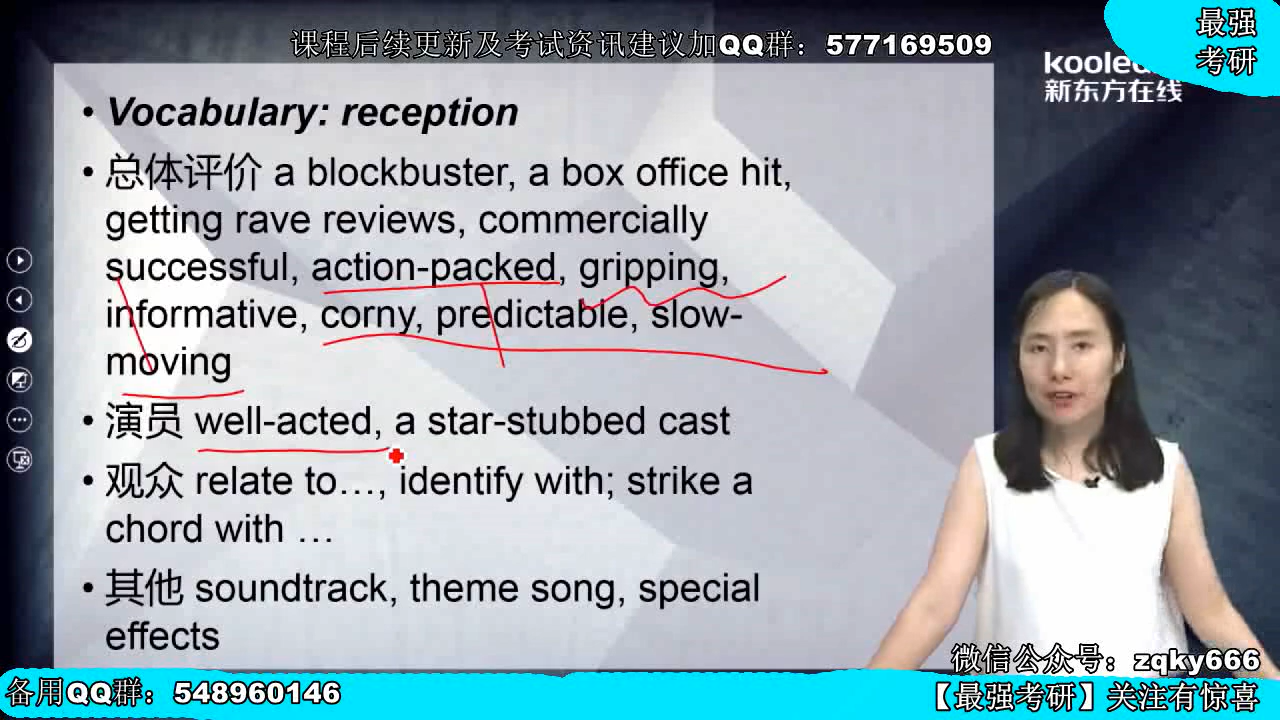 课程后续更新及考试资讯建议加QQ群：577169509
最强
考研
新东方在线
• Vocabulary: reception
• 总体评价 a blockbuster, a box office hit,
getting rave reviews, commercially
successful, action-packed, gripping,
informative, corny, predictable, slow-
moving
• 演员 well-acted, a star-stubbed cast
• 观众 relate to…, identify with; strike a
chord with …
• 其他 soundtrack, theme song, special
effects
微信公众号：zqky666
备用QQ群：548960146
【最强考研】关注有惊喜